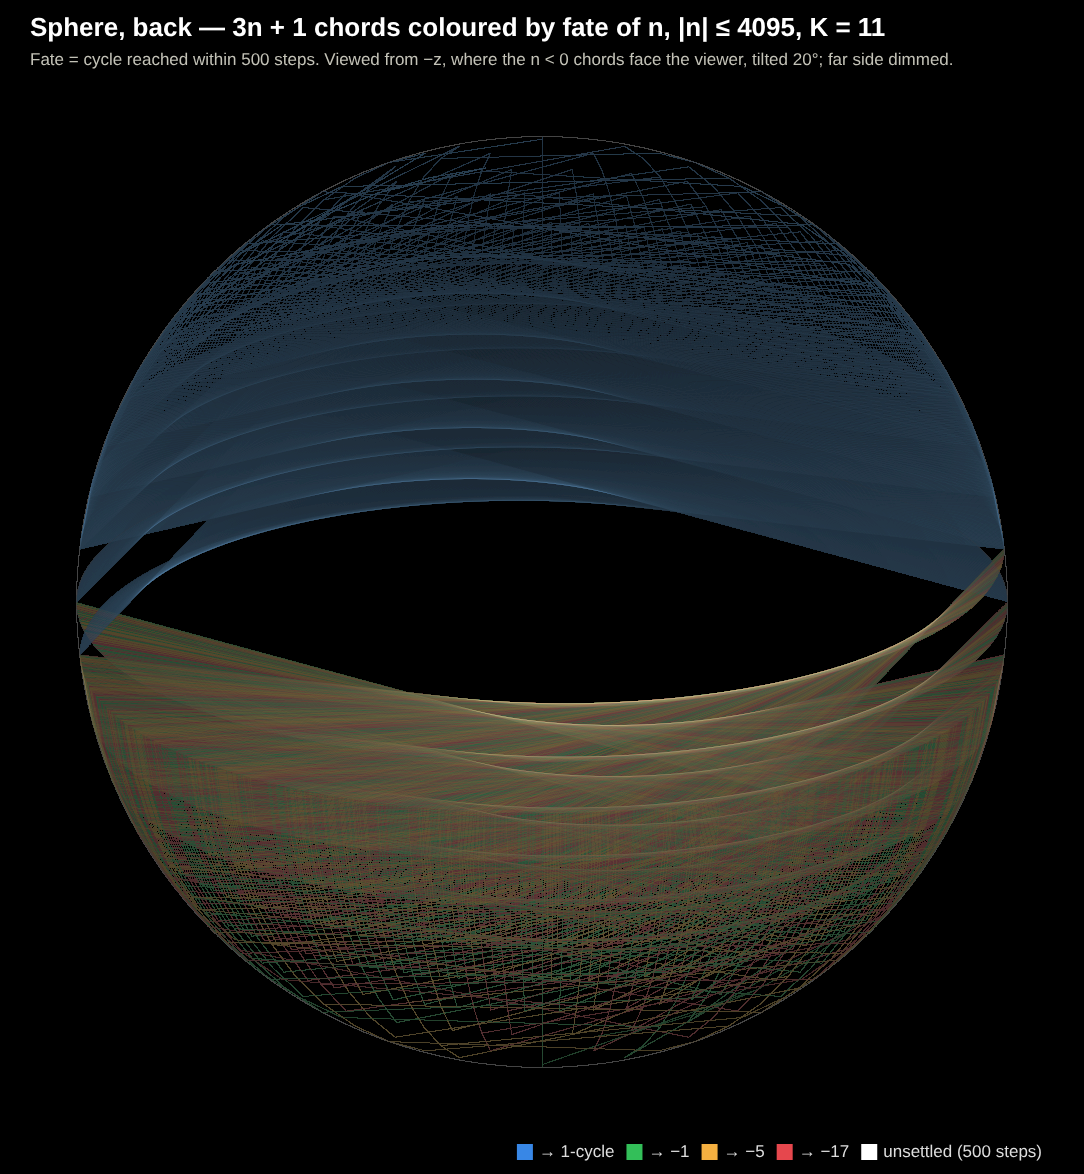 Sphere, back — 3n + 1 chords coloured by fate of n, |n| ≤ 4095, K = 11
Fate = cycle reached within 500 steps. Viewed from −z, where the n < 0 chords face the viewer, tilted 20°; far side dimmed.
→ 1-cycle → −1 → −5 → −17 unsettled (500 steps)